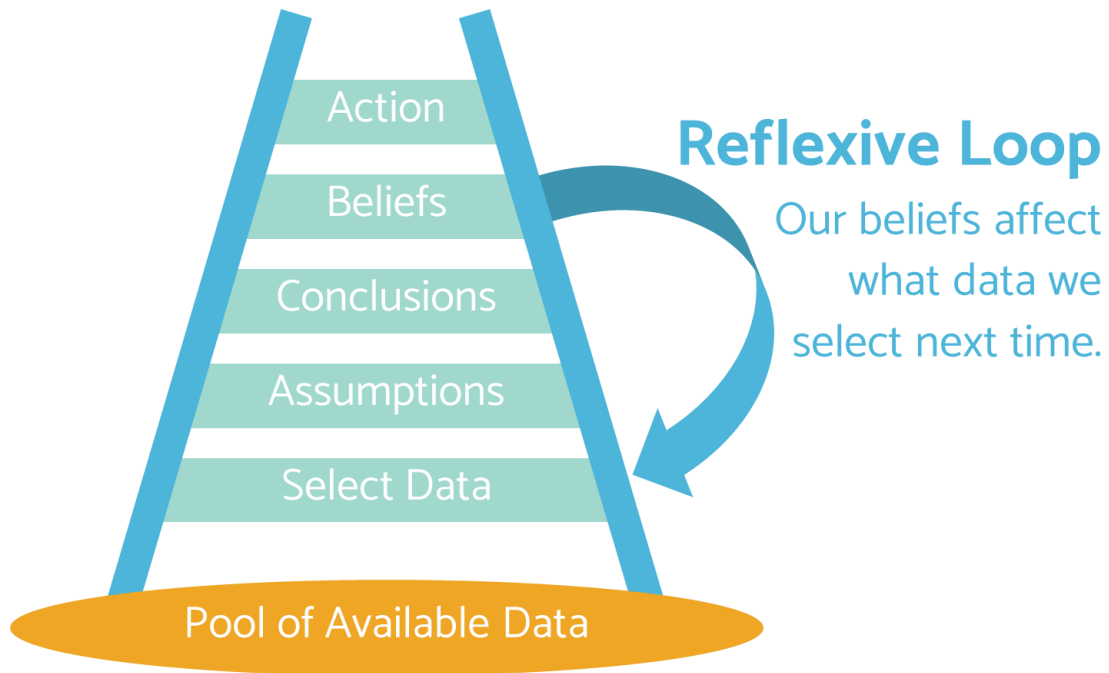 Action
Beliefs
Conclusions
Assumptions
Select Data
Pool of Available Data
Reflexive Loop
Our beliefs affect
what data we
select next time.